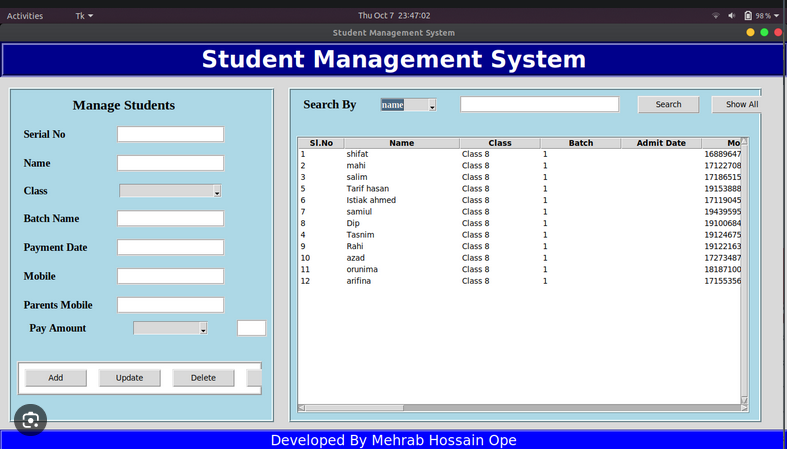 Activities Tk Thu Oct 7 23:47:02 98%
Student Management System
Student Management System
Manage Students
Serial No
Name
Class
Batch Name
Payment Date
Mobile
Parents Mobile
Pay Amount
Add Update Delete
Search By name Search Show All
Sl.No Name Class Batch Admit Date Mo
1 shifat Class 8 1 16889647
2 mahi Class 8 1 17122708
3 salim Class 8 1 17186515
5 Tarif hasan Class 8 1 19153888
6 Istiak ahmed Class 8 1 17119045
7 samiul Class 8 1 19439595
8 Dip Class 8 1 19100684
4 Tasnim Class 8 1 19124675
9 Rahi Class 8 1 19122163
10 azad Class 8 1 17273487
11 orunima Class 8 1 18187100
12 arifina Class 8 1 17155356
Developed By Mehrab Hossain Ope